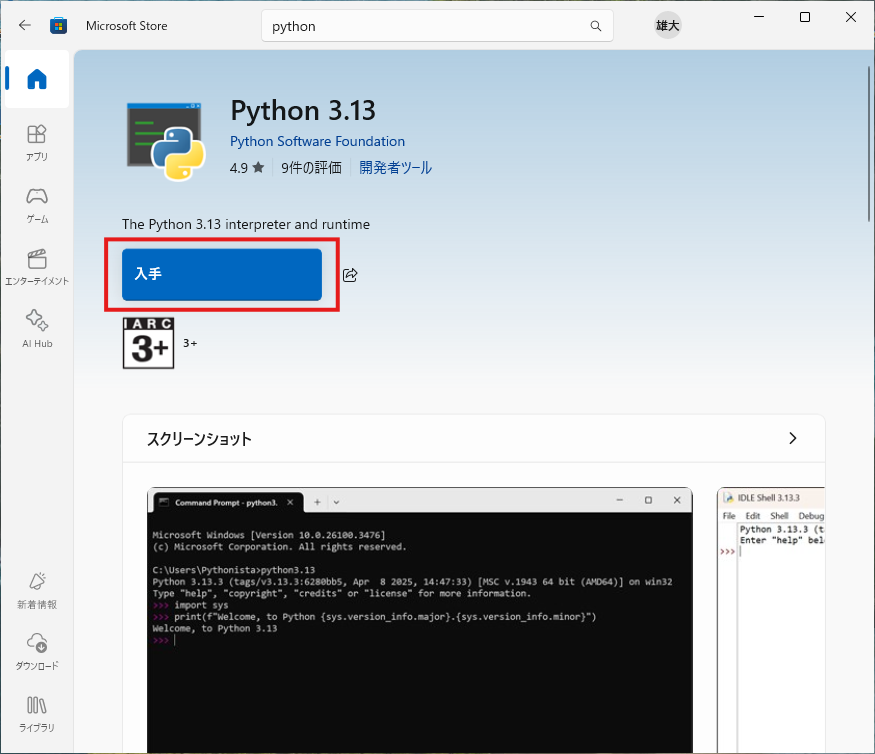 Microsoft Store
python
雄大
Python 3.13
Python Software Foundation
4.9 ★ 9件の評価 開発者ツール
The Python 3.13 interpreter and runtime
入手
IARC
3+
3+
アプリ
ゲーム
エンターテイメント
AI Hub
新着情報
ダウンロード
ライブラリ
スクリーンショット
Command Prompt - python3.
Microsoft Windows [Version 10.0.26100.3476]
(c) Microsoft Corporation. All rights reserved.
C:\Users\Pythonista>python3.13
Python 3.13.3 (tags/v3.13.3:6280bb5, Apr  8 2025, 14:47:33) [MSC v.1943 64 bit (AMD64)] on win32
Type "help", "copyright", "credits" or "license" for more information.
>>> import sys
>>> print(f"Welcome, to Python {sys.version_info.major}.{sys.version_info.minor}")
Welcome, to Python 3.13
>>>
IDLE Shell 3.13.3
File Edit Shell Debug
Python 3.13.3 (t
Enter "help" bel
>>>